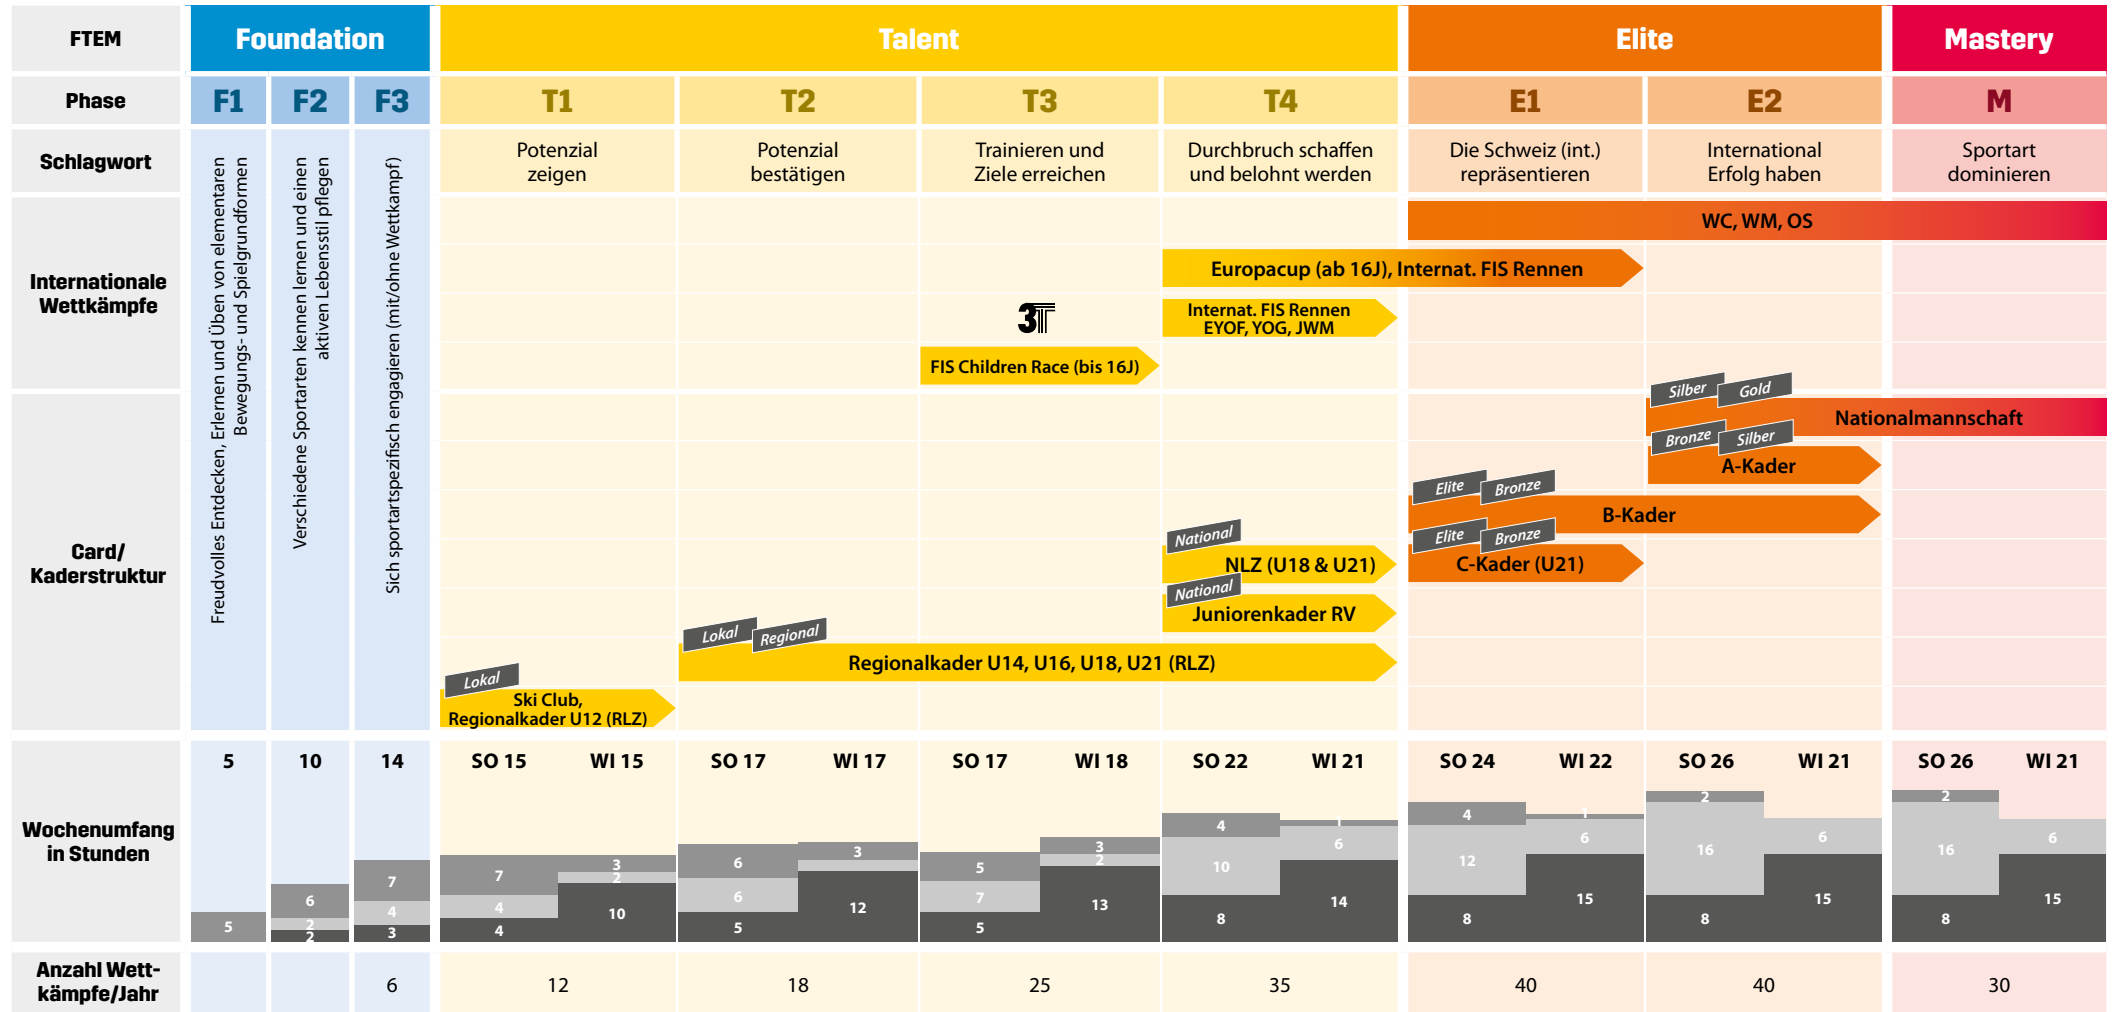 FTEM
Foundation
Talent
Elite
Mastery
Phase
F1
F2
F3
T1
T2
T3
T4
E1
E2
M
Schlagwort
Freudvolles Entdecken, Erlernen und Üben von elementaren
Bewegungs- und Spielgrundformen
Verschiedene Sportarten kennen lernen und einen
aktiven Lebensstil pflegen
Sich sportartspezifisch engagieren (mit/ohne Wettkampf)
Potenzial
zeigen
Potenzial
bestätigen
Trainieren und
Ziele erreichen
Durchbruch schaffen
und belohnt werden
Die Schweiz (int.)
repräsentieren
International
Erfolg haben
Sportart
dominieren
Internationale
Wettkämpfe
WC, WM, OS
Europacup (ab 16J), Internat. FIS Rennen
3T
Internat. FIS Rennen
EYOF, YOG, JWM
FIS Children Race (bis 16J)
Card/
Kaderstruktur
Silber
Gold
Nationalmannschaft
Bronze
Silber
A-Kader
Elite
Bronze
B-Kader
Elite
Bronze
C-Kader (U21)
National
NLZ (U18 & U21)
National
Juniorenkader RV
Lokal
Regional
Regionalkader U14, U16, U18, U21 (RLZ)
Lokal
Ski Club,
Regionalkader U12 (RLZ)
Wochenumfang
in Stunden
5
10
14
SO 15
WI 15
SO 17
WI 17
SO 17
WI 18
SO 22
WI 21
SO 24
WI 22
SO 26
WI 21
SO 26
WI 21
5
6
2
2
7
4
3
7
4
4
3
2
10
6
6
5
3
12
5
7
5
3
2
13
4
10
8
1
6
14
4
12
8
1
6
15
2
16
8
6
15
2
16
8
6
15
Anzahl Wett-
kämpfe/Jahr
6
12
18
25
35
40
40
30